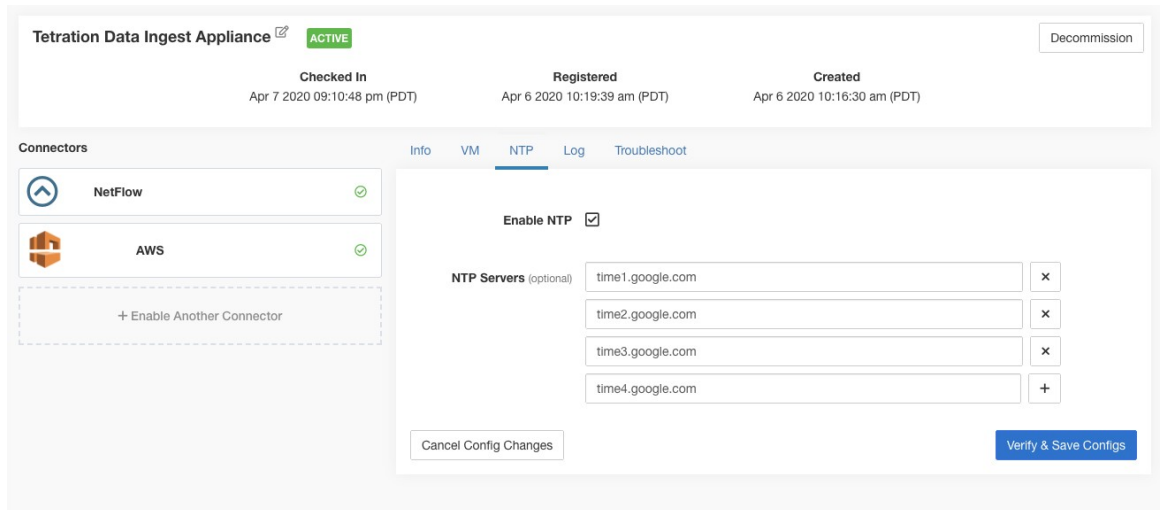 Tetration Data Ingest Appliance ACTIVE Decommission
Checked In Registered Created
Apr 7 2020 09:10:48 pm (PDT) Apr 6 2020 10:19:39 am (PDT) Apr 6 2020 10:16:30 am (PDT)
Connectors
NetFlow
AWS
+ Enable Another Connector
Info VM NTP Log Troubleshoot
Enable NTP
NTP Servers (optional) time1.google.com ×
time2.google.com ×
time3.google.com ×
time4.google.com +
Cancel Config Changes Verify & Save Configs